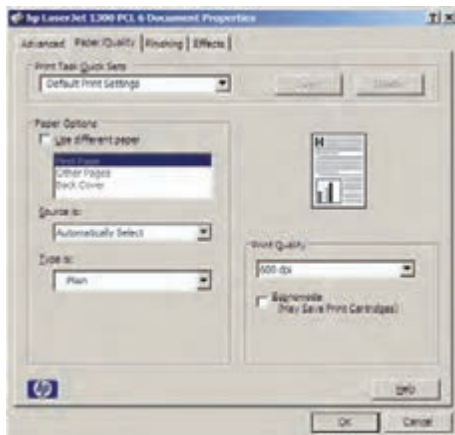 hp LaserJet 1300 PCL 6 Document Properties
Advanced Paper/Quality Finishing Effects
Print Task Quick Sets
Default Print Settings
Paper Options
Use different paper
First Page
Other Pages
Back Cover
Source is:
Automatically Select
Type is:
Plain
H
Print Quality
600 dpi
EconoMode
(May Save Print Cartridges)
hp
Help
OK Cancel